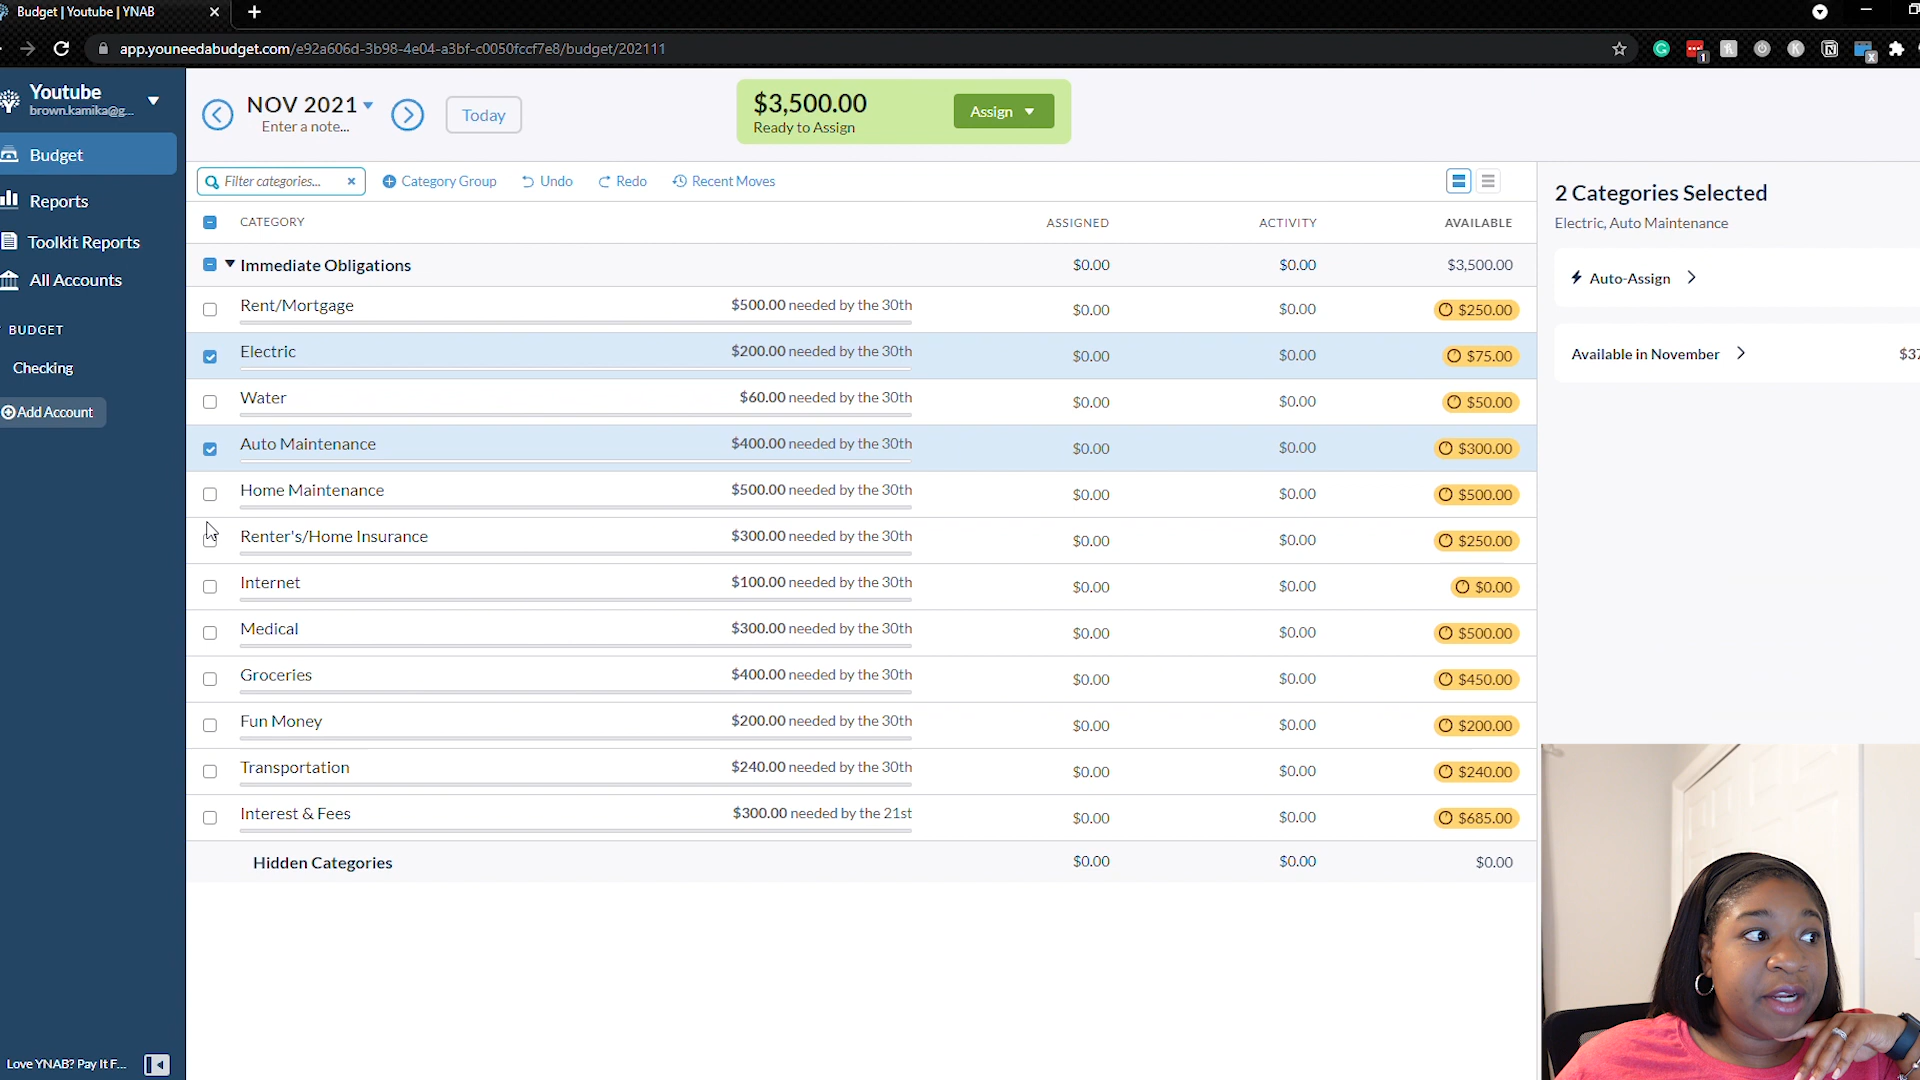 Budget | Youtube | YNAB
app.youneedabudget.com/e92a606d-3b98-4e04-a3bf-c0050fccf7e8/budget/202111
1
X
Youtube
brown.kamika@g...
NOV 2021
Enter a note...
Today
$3,500.00
Ready to Assign
Assign
Budget
Reports
Toolkit Reports
All Accounts
BUDGET
Checking
Add Account
Love YNAB? Pay It F...
Filter categories...
Category Group
Undo
Redo
Recent Moves
CATEGORY ASSIGNED ACTIVITY AVAILABLE
Immediate Obligations $0.00 $0.00 $3,500.00
Rent/Mortgage $500.00 needed by the 30th $0.00 $0.00 $250.00
Electric $200.00 needed by the 30th $0.00 $0.00 $75.00
Water $60.00 needed by the 30th $0.00 $0.00 $50.00
Auto Maintenance $400.00 needed by the 30th $0.00 $0.00 $300.00
Home Maintenance $500.00 needed by the 30th $0.00 $0.00 $500.00
Renter's/Home Insurance $300.00 needed by the 30th $0.00 $0.00 $250.00
Internet $100.00 needed by the 30th $0.00 $0.00 $0.00
Medical $300.00 needed by the 30th $0.00 $0.00 $500.00
Groceries $400.00 needed by the 30th $0.00 $0.00 $450.00
Fun Money $200.00 needed by the 30th $0.00 $0.00 $200.00
Transportation $240.00 needed by the 30th $0.00 $0.00 $240.00
Interest & Fees $300.00 needed by the 21st $0.00 $0.00 $685.00
Hidden Categories $0.00 $0.00 $0.00
2 Categories Selected
Electric, Auto Maintenance
Auto-Assign
Available in November $37